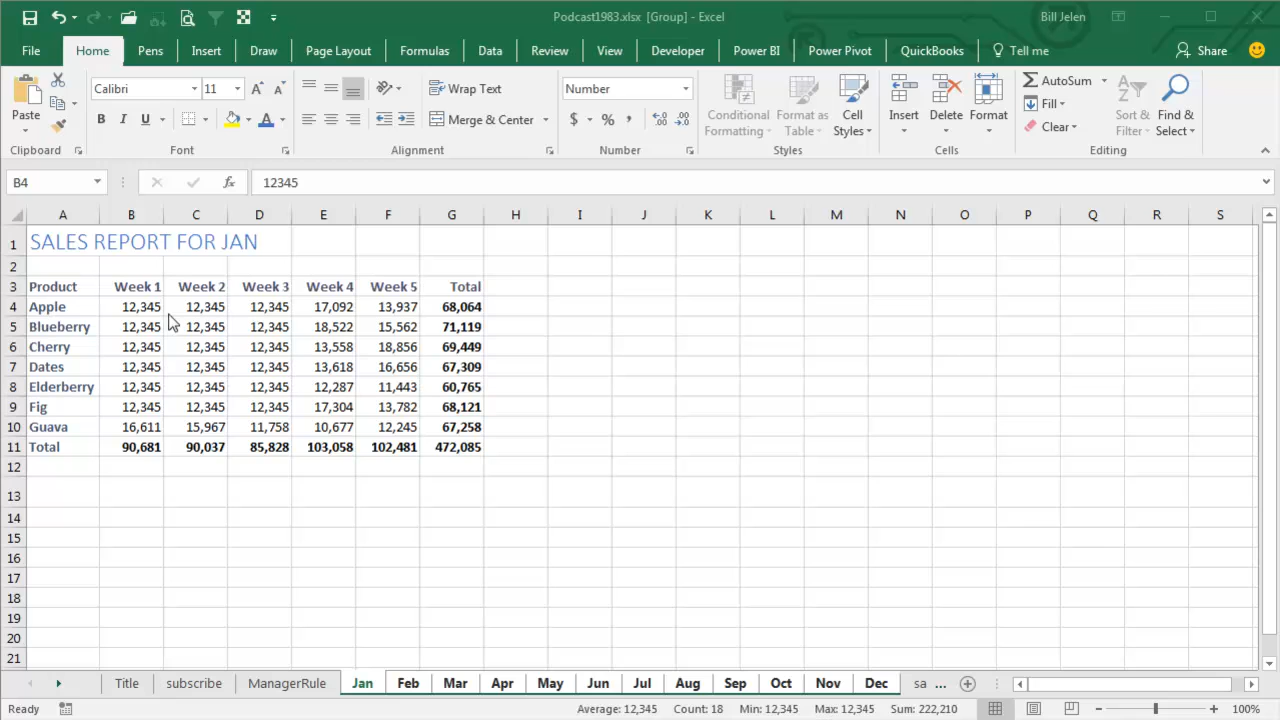 Podcast1983.xlsx [Group] - Excel
Bill Jelen
File Home Pens Insert Draw Page Layout Formulas Data Review View Developer Power BI Power Pivot QuickBooks Tell me Share
Calibri 11 Wrap Text Number AutoSum
Paste Conditional Formatting Format as Table Cell Styles Insert Delete Format Fill Sort & Filter Find & Select
B I U A Merge & Center $ % , Clear
Clipboard Font Alignment Number Styles Cells Editing
B4 fx 12345
A B C D E F G H I J K L M N O P Q R S
1 SALES REPORT FOR JAN
2
3 Product Week 1 Week 2 Week 3 Week 4 Week 5 Total
4 Apple 12,345 12,345 12,345 17,092 13,937 68,064
5 Blueberry 12,345 12,345 12,345 18,522 15,562 71,119
6 Cherry 12,345 12,345 12,345 13,558 18,856 69,449
7 Dates 12,345 12,345 12,345 13,618 16,656 67,309
8 Elderberry 12,345 12,345 12,345 12,287 11,443 60,765
9 Fig 12,345 12,345 12,345 17,304 13,782 68,121
10 Guava 16,611 15,967 11,758 10,677 12,245 67,258
11 Total 90,681 90,037 85,828 103,058 102,481 472,085
12
13
14
15
16
17
18
19
20
21
Title subscribe ManagerRule Jan Feb Mar Apr May Jun Jul Aug Sep Oct Nov Dec sa ...
Ready Average: 12,345 Count: 18 Min: 12,345 Max: 12,345 Sum: 222,210 100%